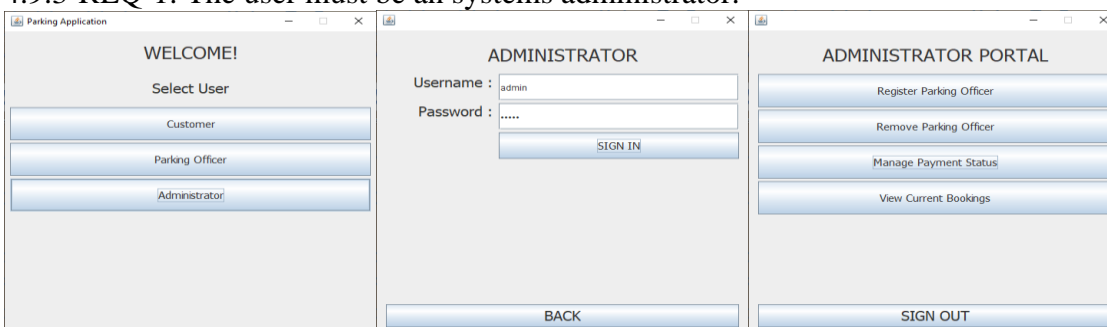 4.9.3 REQ-1: The user must be an systems administrator.
Parking Application
WELCOME!
Select User
Customer
Parking Officer
Administrator
ADMINISTRATOR
Username :
admin
Password :
•••••
SIGN IN
BACK
ADMINISTRATOR PORTAL
Register Parking Officer
Remove Parking Officer
Manage Payment Status
View Current Bookings
SIGN OUT